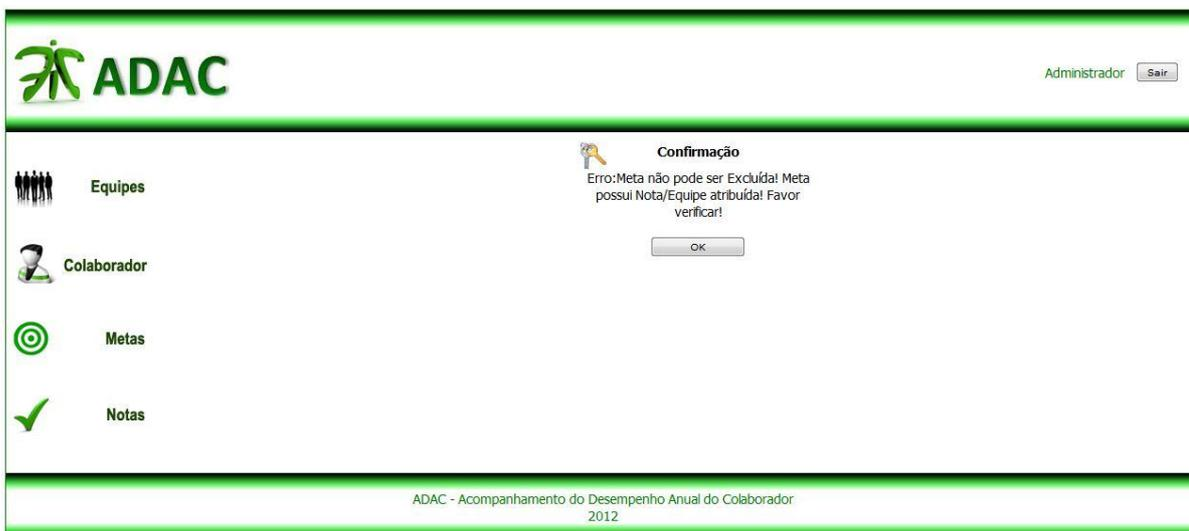 ADAC
Administrador
Sair
Confirmação
Erro:Meta não pode ser Excluída! Meta
possui Nota/Equipe atribuída! Favor
verificar!
OK
Equipes
Colaborador
Metas
Notas
ADAC - Acompanhamento do Desempenho Anual do Colaborador
2012